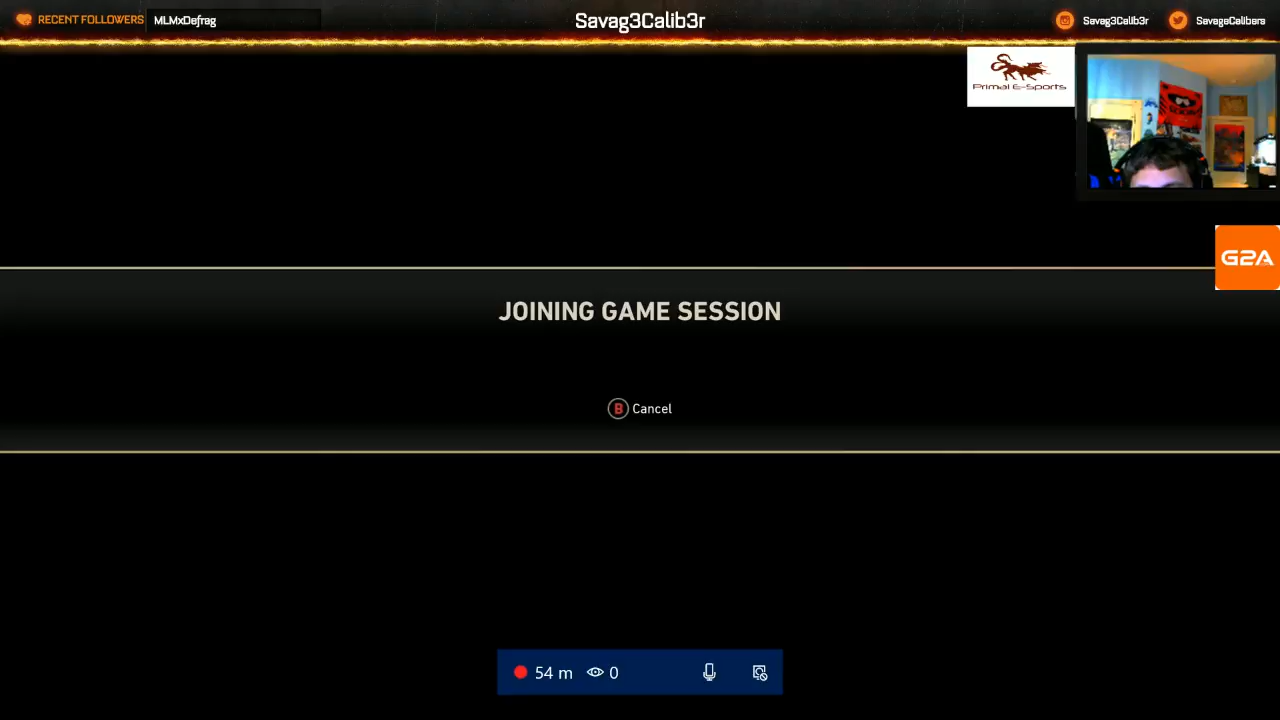 RECENT FOLLOWERS MLMxDefrag
Savag3Calib3r
Savag3Calib3r
SavageCalibers
Primal E-Sports
G2A
JOINING GAME SESSION
B Cancel
54 m 0